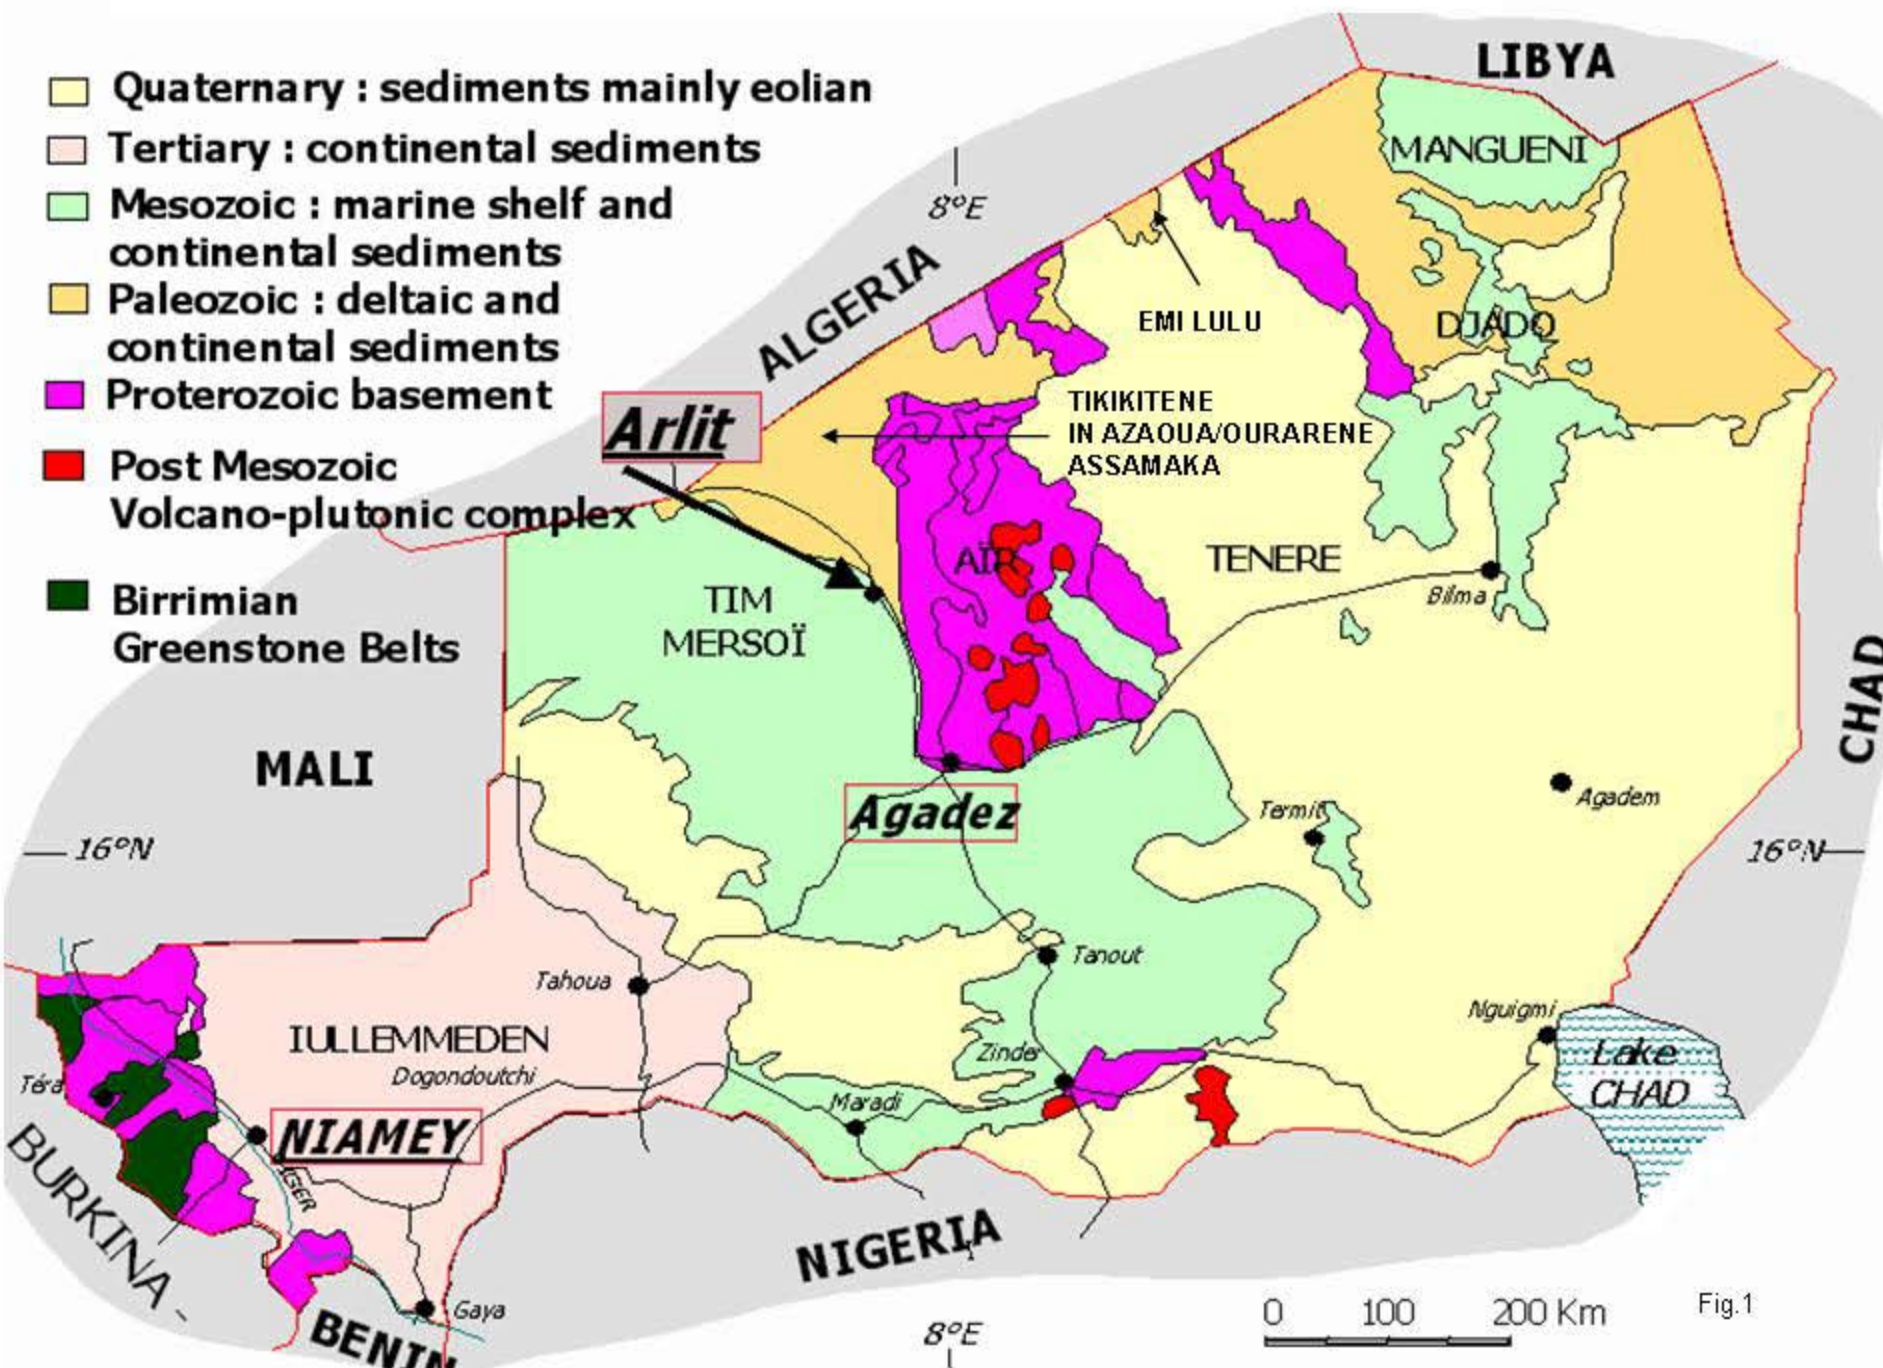 Quaternary : sediments mainly eolian
Tertiary : continental sediments
Mesozoic : marine shelf and
continental sediments
Paleozoic : deltaic and
continental sediments
Proterozoic basement
Post Mesozoic
Volcano-plutonic complex
Birrimian
Greenstone Belts
LIBYA
MANGUENI
8°E
ALGERIA
EMI LULU
DJADO
Arlit
TIKIKITENE
IN AZAOUA/OURARENE
ASSAMAKA
AÏR
TENERE
Bilma
TIM
MERSOÏ
CHAD
MALI
Agadez
Termit
Agadem
16°N
16°N
Tahoua
Tanout
Nguigmi
IULLEMMEDEN
Dogondoutchi
Zinder
Lake
CHAD
Téra
Maradi
NIAMEY
BURKINA -
NIGERIA
Gaya
BENIN
8°E
0 100 200 Km
Fig.1